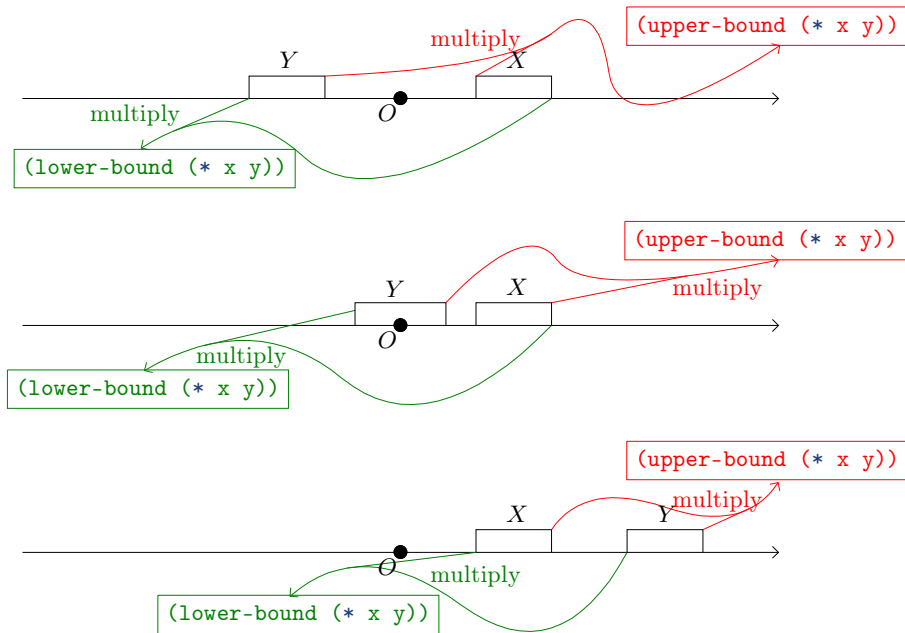 (upper-bound (* x y))
multiply
Y
X
multiply
O
(lower-bound (* x y))
(upper-bound (* x y))
Y
X
multiply
O
multiply
(lower-bound (* x y))
(upper-bound (* x y))
multiply
X
Y
O
multiply
(lower-bound (* x y))